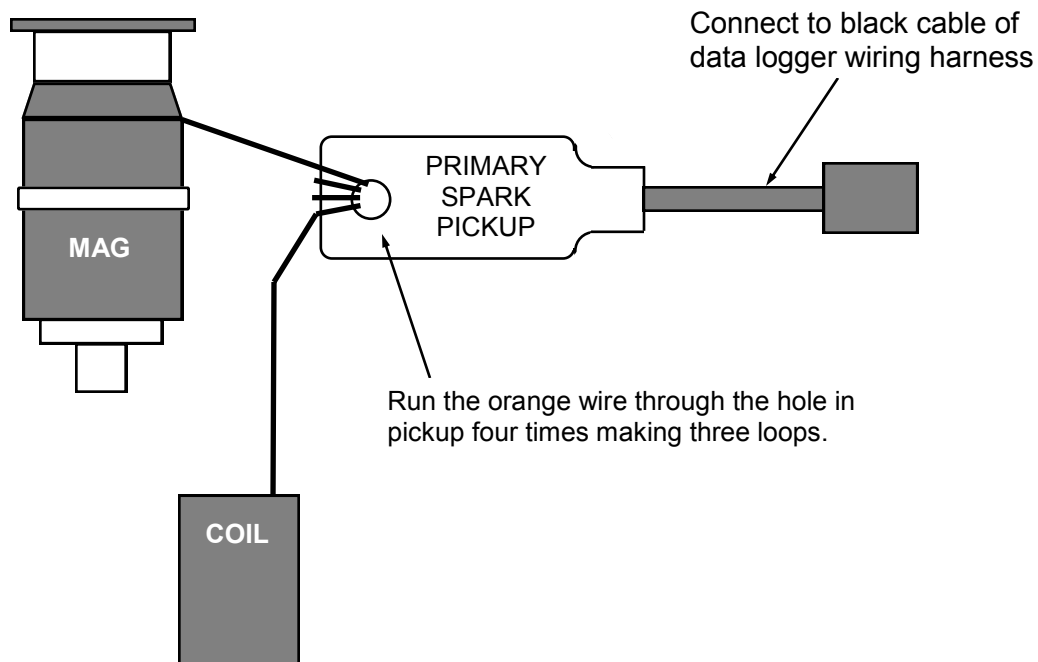 Connect to black cable of
data logger wiring harness
PRIMARY
SPARK
PICKUP
MAG
Run the orange wire through the hole in
pickup four times making three loops.
COIL